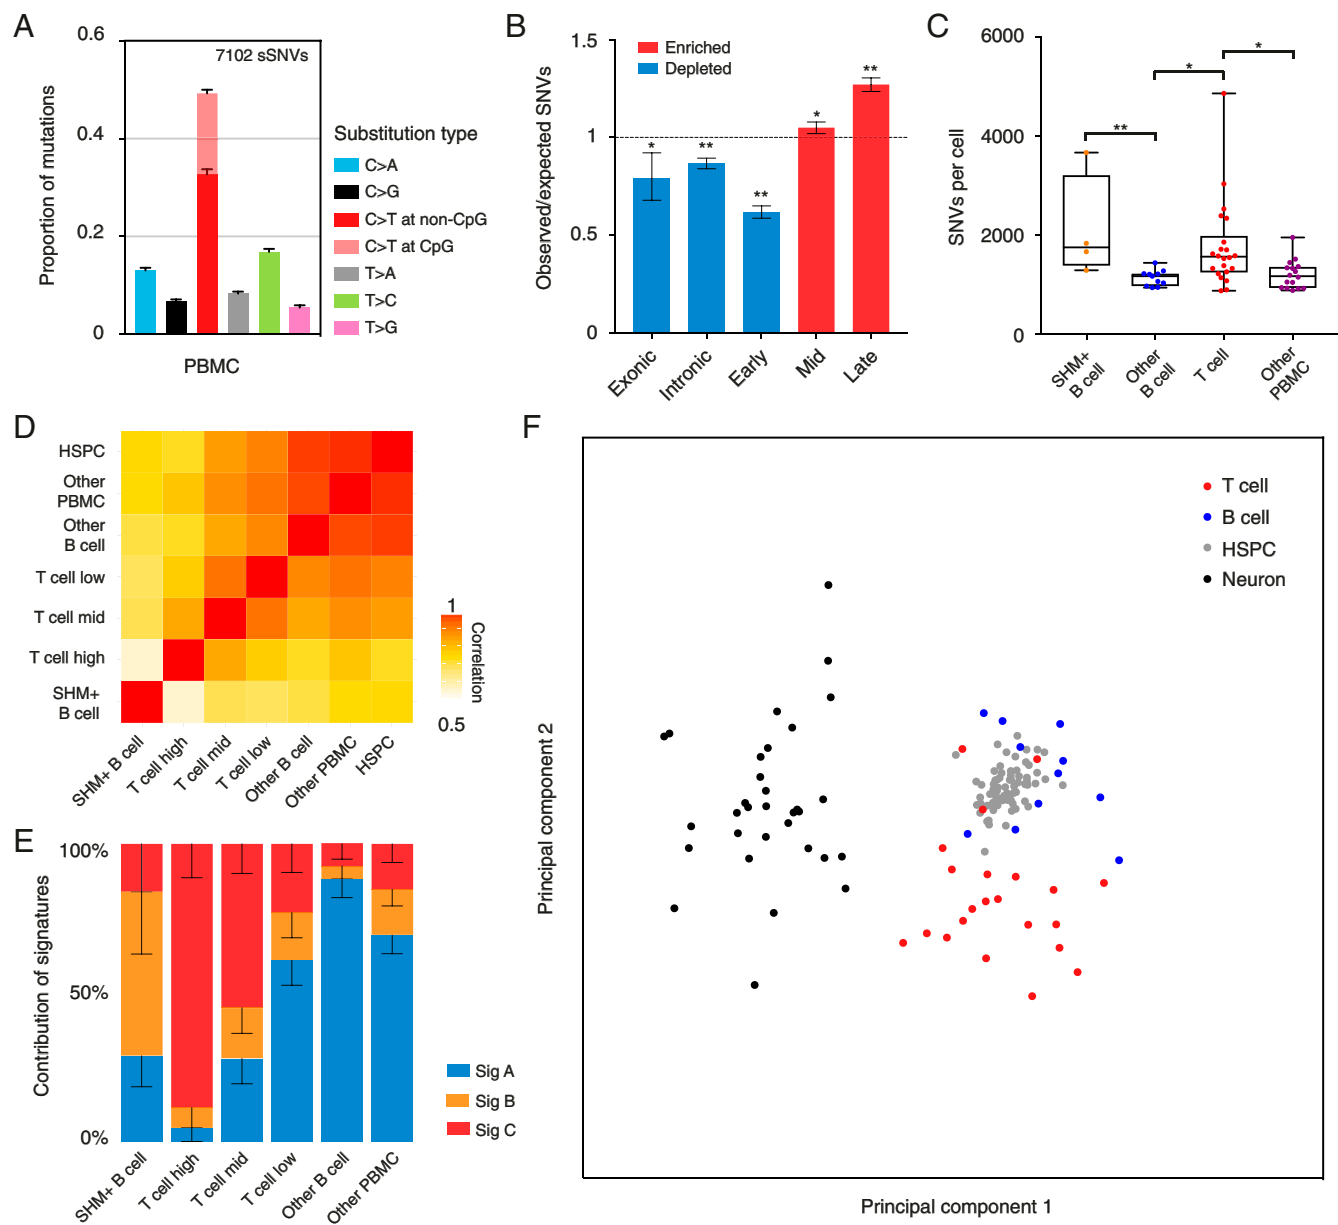 A
0.6
0.4
0.2
0
Proportion of mutations
7102 sSNVs
PBMC
Substitution type
C>A
C>G
C>T at non-CpG
C>T at CpG
T>A
T>C
T>G
B
1.5
1
0.5
0
Observed/expected SNVs
Enriched
Depleted
*
**
**
*
**
Exonic
Intronic
Early
Mid
Late
C
6000
4000
2000
0
SNVs per cell
**
*
*
SHM+
B cell
Other
B cell
T cell
Other
PBMC
D
HSPC
Other
PBMC
Other
B cell
T cell low
T cell mid
T cell high
SHM+
B cell
SHM+ B cell
T cell high
T cell mid
T cell low
Other B cell
Other PBMC
HSPC
1
Correlation
0.5
E
100%
50%
0%
Contribution of signatures
SHM+ B cell
T cell high
T cell mid
T cell low
Other B cell
Other PBMC
Sig A
Sig B
Sig C
F
T cell
B cell
HSPC
Neuron
Principal component 2
Principal component 1